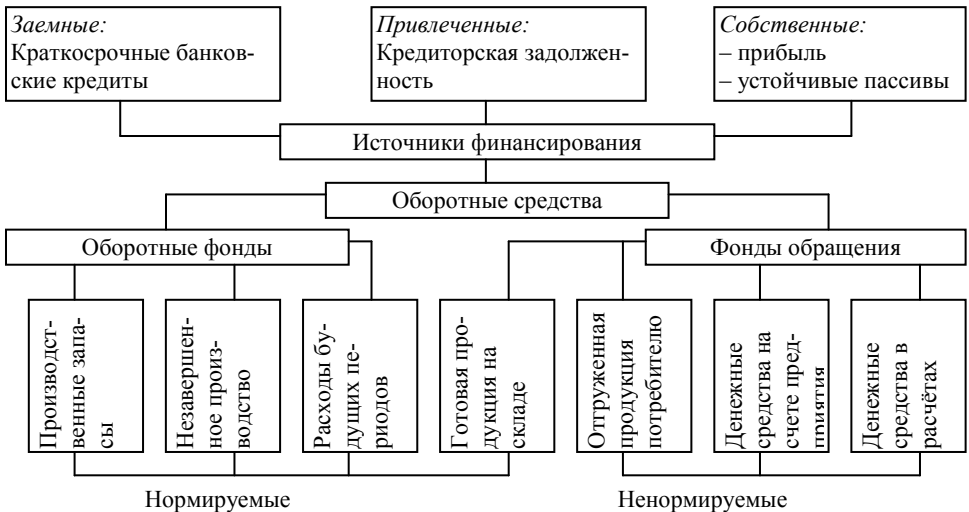 Заемные:
Краткосрочные банков-
ские кредиты
Привлеченные:
Кредиторская задолжен-
ность
Собственные:
– прибыль
– устойчивые пассивы
Источники финансирования
Оборотные средства
Оборотные фонды
Фонды обращения
Производст-
венные запа-
сы
Незавершен-
ное произ-
водство
Расходы бу-
дущих пе-
риодов
Готовая про-
дукция на
складе
Отгруженная
продукция
потребителю
Денежные
средства на
счете пред-
приятия
Денежные
средства в
расчётах
Нормируемые
Ненормируемые